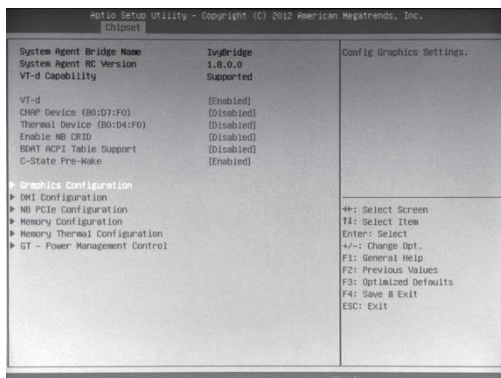 Aptio Setup Utility - Copyright (C) 2012 American Megatrends, Inc.
Chipset
System Agent Bridge Name IvyBridge
System Agent RC Version 1.8.0.0
VT-d Capability Supported
VT-d [Enabled]
CHAP Device (B0:D7:F0) [Disabled]
Thermal Device (B0:D4:F0) [Disabled]
Enable NB CRID [Disabled]
BDAT ACPI Table Support [Disabled]
C-State Pre-Wake [Enabled]
Graphics Configuration
DMI Configuration
NB PCIe Configuration
Memory Configuration
Memory Thermal Configuration
GT - Power Management Control
Config Graphics Settings.
→←: Select Screen
↑↓: Select Item
Enter: Select
+/-: Change Opt.
F1: General Help
F2: Previous Values
F3: Optimized Defaults
F4: Save & Exit
ESC: Exit